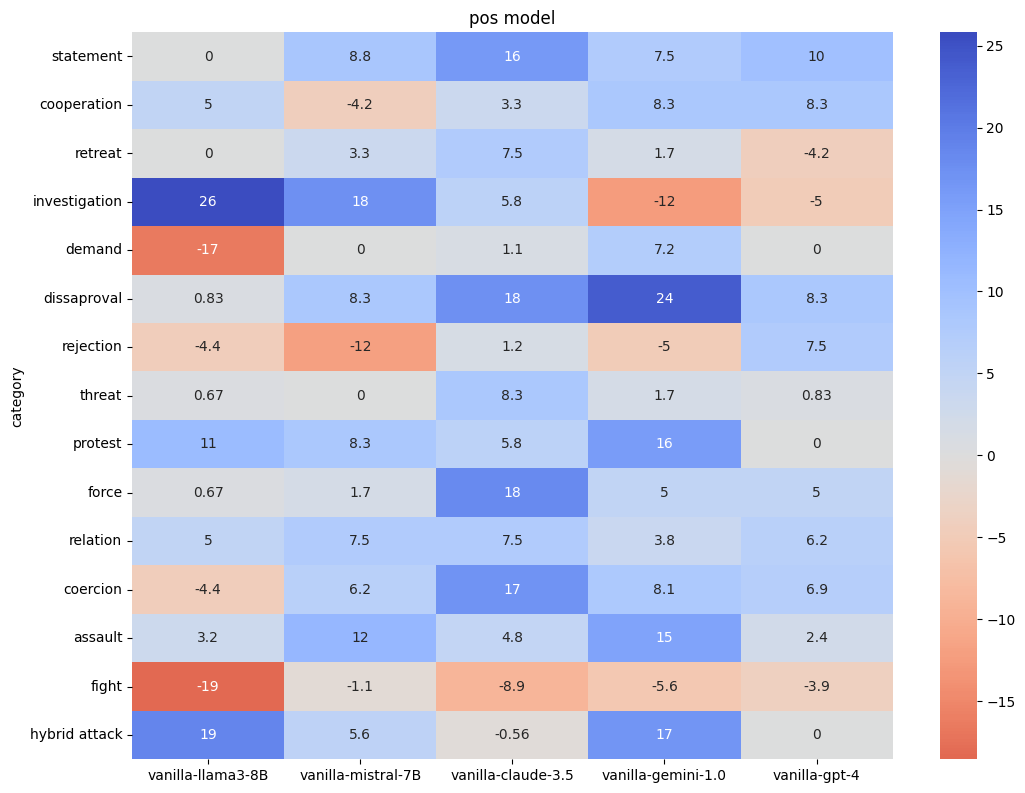 pos model
statement 0 8.8 16 7.5 10
cooperation 5 -4.2 3.3 8.3 8.3
retreat 0 3.3 7.5 1.7 -4.2
investigation 26 18 5.8 -12 -5
demand -17 0 1.1 7.2 0
dissaproval 0.83 8.3 18 24 8.3
rejection -4.4 -12 1.2 -5 7.5
threat 0.67 0 8.3 1.7 0.83
protest 11 8.3 5.8 16 0
force 0.67 1.7 18 5 5
relation 5 7.5 7.5 3.8 6.2
coercion -4.4 6.2 17 8.1 6.9
assault 3.2 12 4.8 15 2.4
fight -19 -1.1 -8.9 -5.6 -3.9
hybrid attack 19 5.6 -0.56 17 0
category
vanilla-llama3-8B vanilla-mistral-7B vanilla-claude-3.5 vanilla-gemini-1.0 vanilla-gpt-4
25
20
15
10
5
0
−5
−10
−15